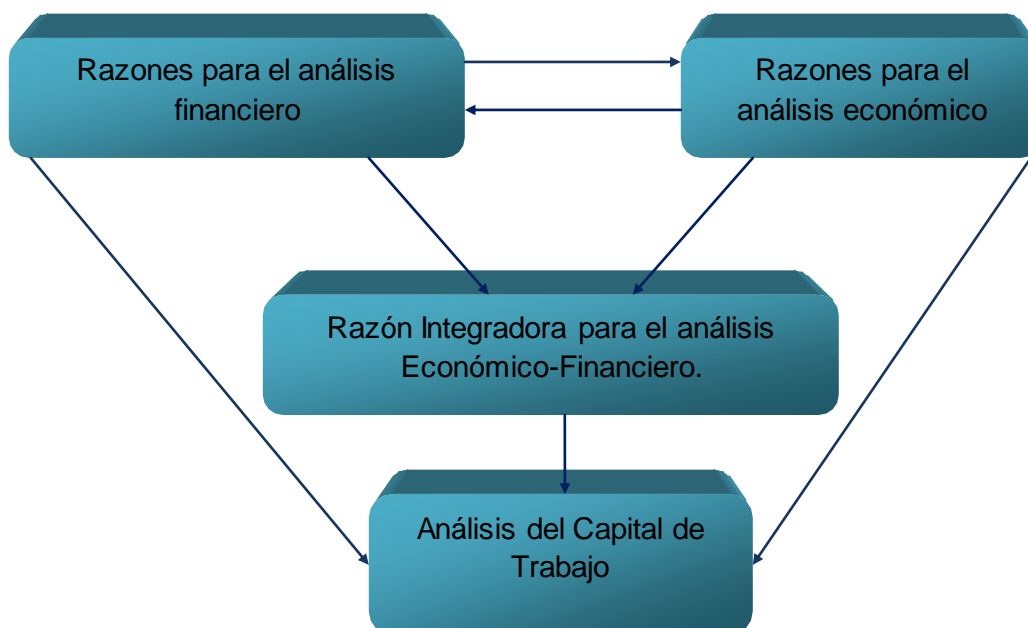 Razones para el análisis
financiero
Razones para el
análisis económico
Razón Integradora para el análisis
Económico-Financiero.
Análisis del Capital de
Trabajo